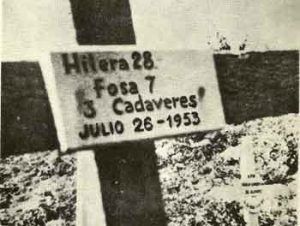 Hilera 28
Fosa 7
"3 Cadaveres"
JULIO 26-1953